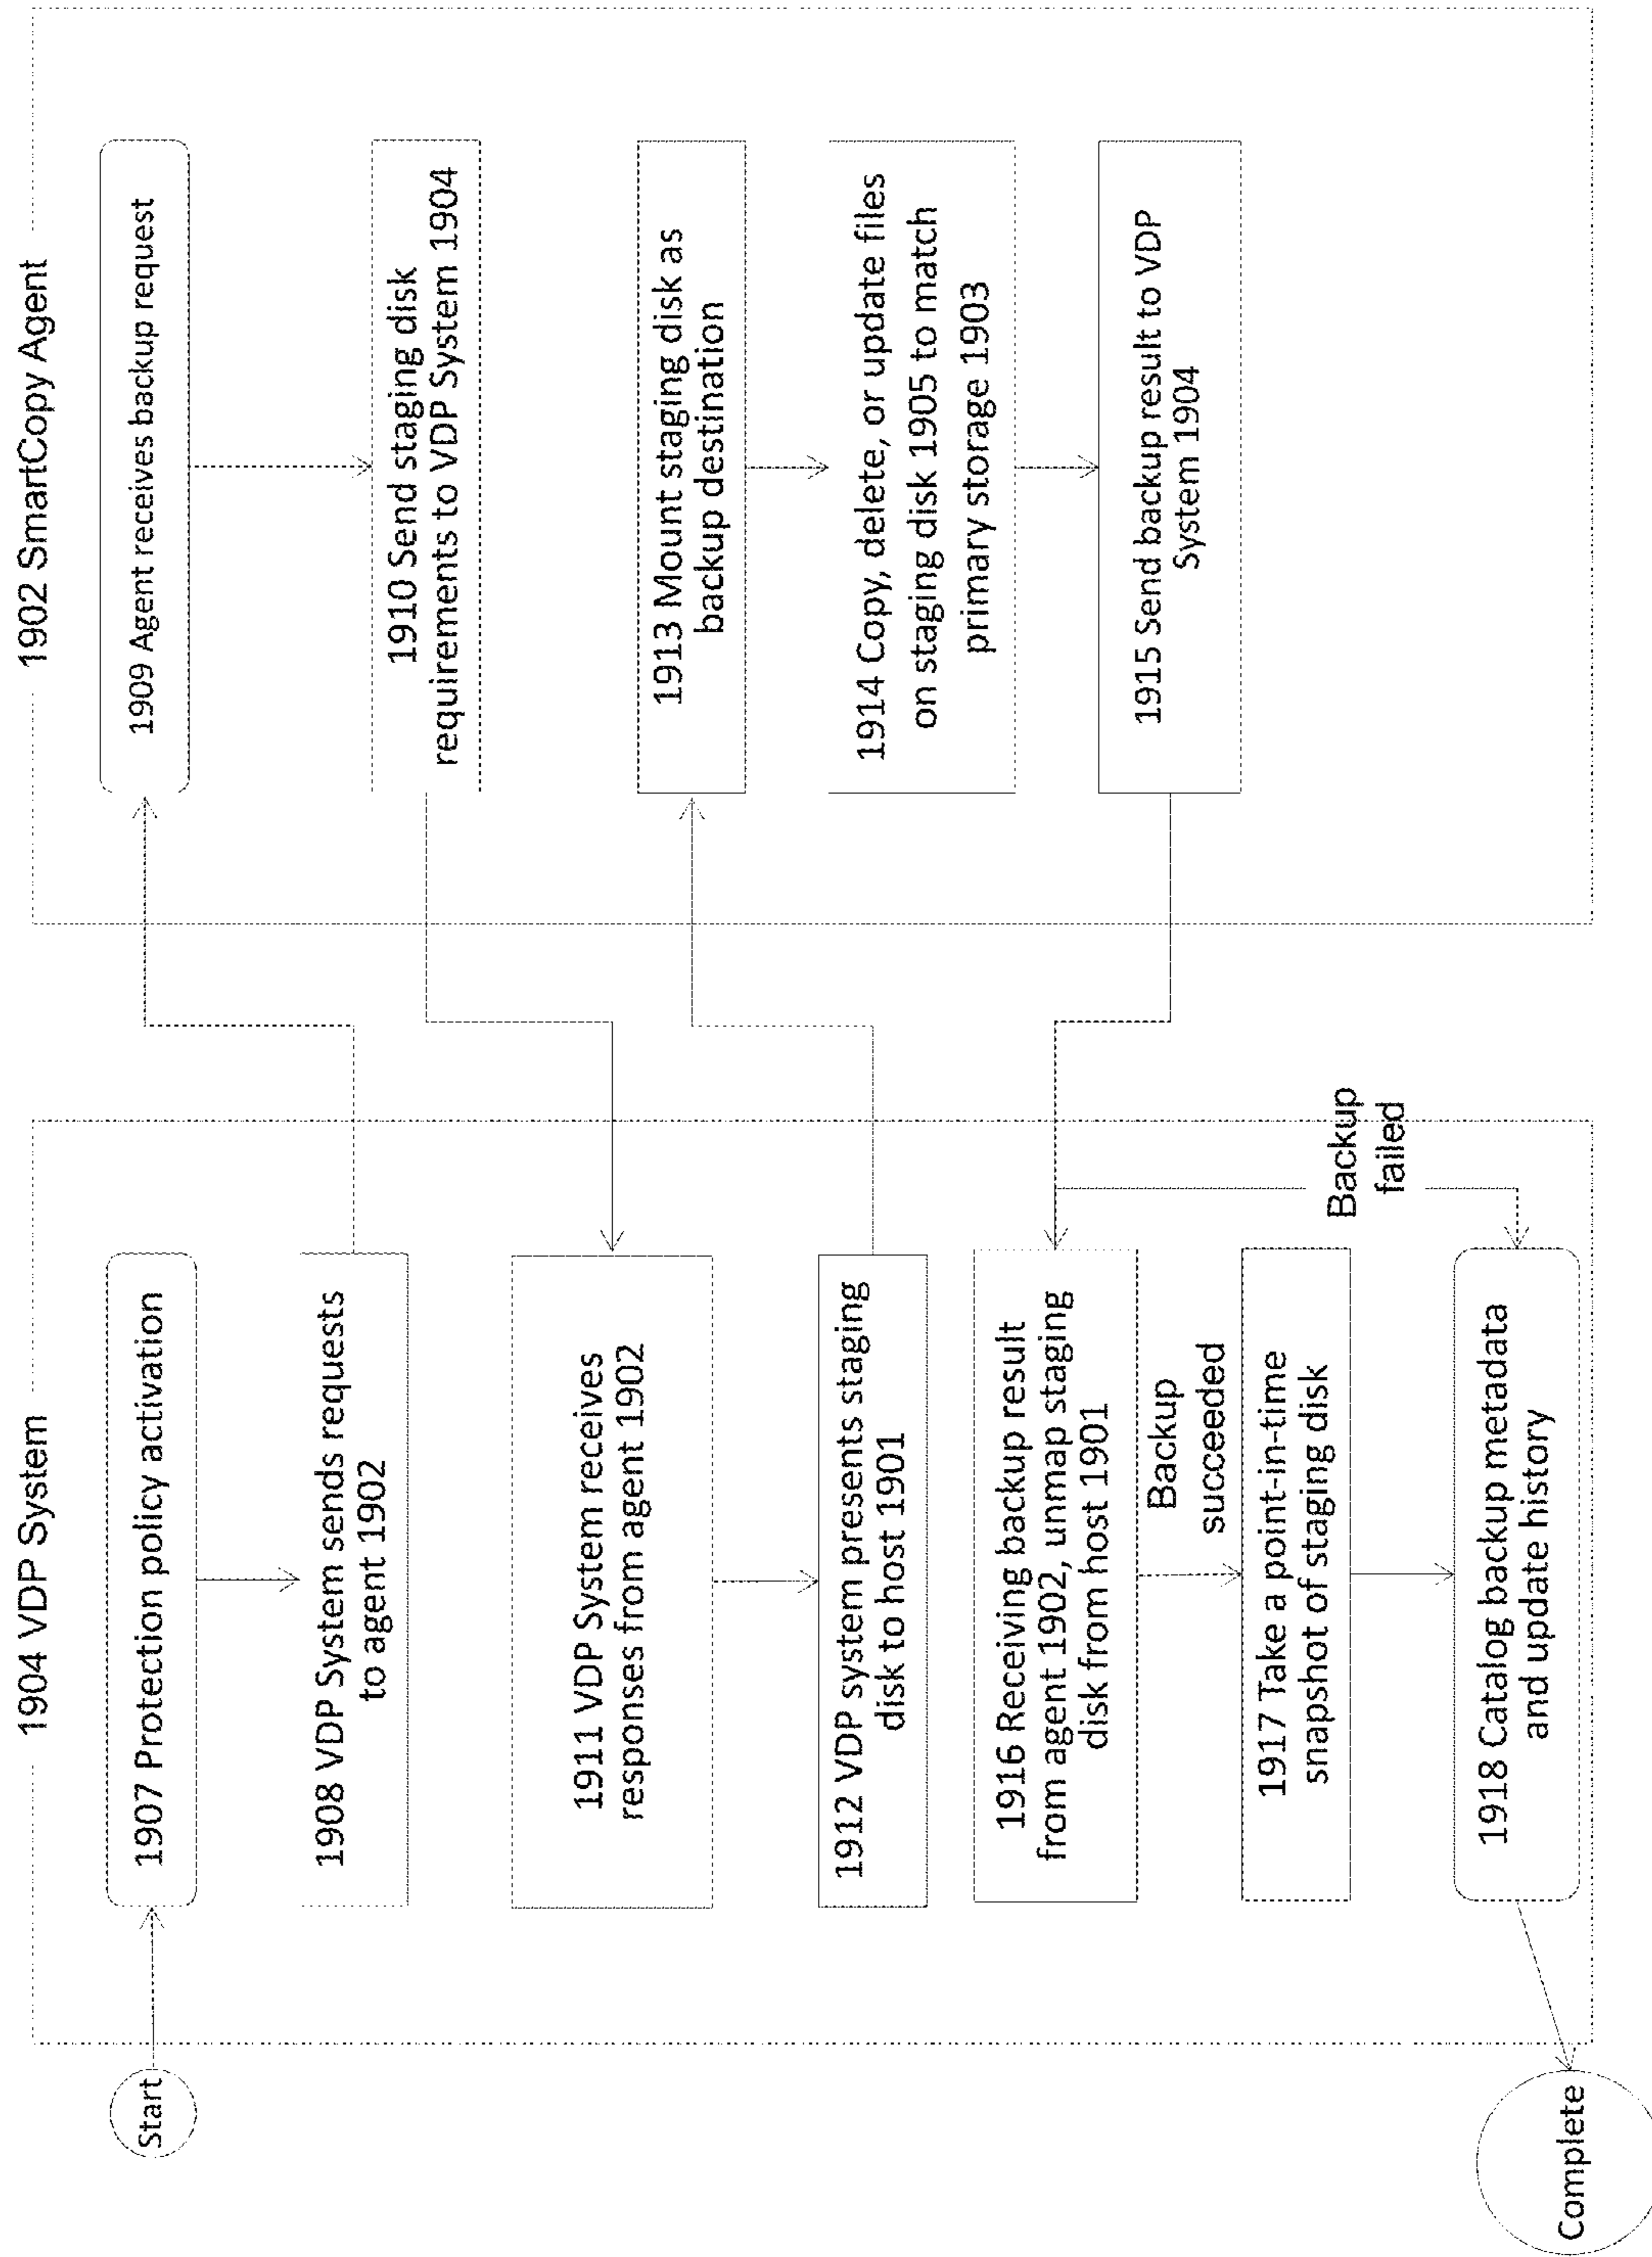 1904 VDP System
1902 SmartCopy Agent
Start
1907 Protection policy activation
1909 Agent receives backup request
1908 VDP System sends requests
to agent 1902
1910 Send staging disk
requirements to VDP System 1904
1911 VDP System receives
responses from agent 1902
1912 VDP system presents staging
disk to host 1901
1913 Mount staging disk as
backup destination
1914 Copy, delete, or update files
on staging disk 1905 to match
primary storage 1903
1915 Send backup result to VDP
System 1904
1916 Receiving backup result
from agent 1902, unmap staging
disk from host 1901
Backup
succeeded
Backup
failed
1917 Take a point-in-time
snapshot of staging disk
1918 Catalog backup metadata
and update history
Complete